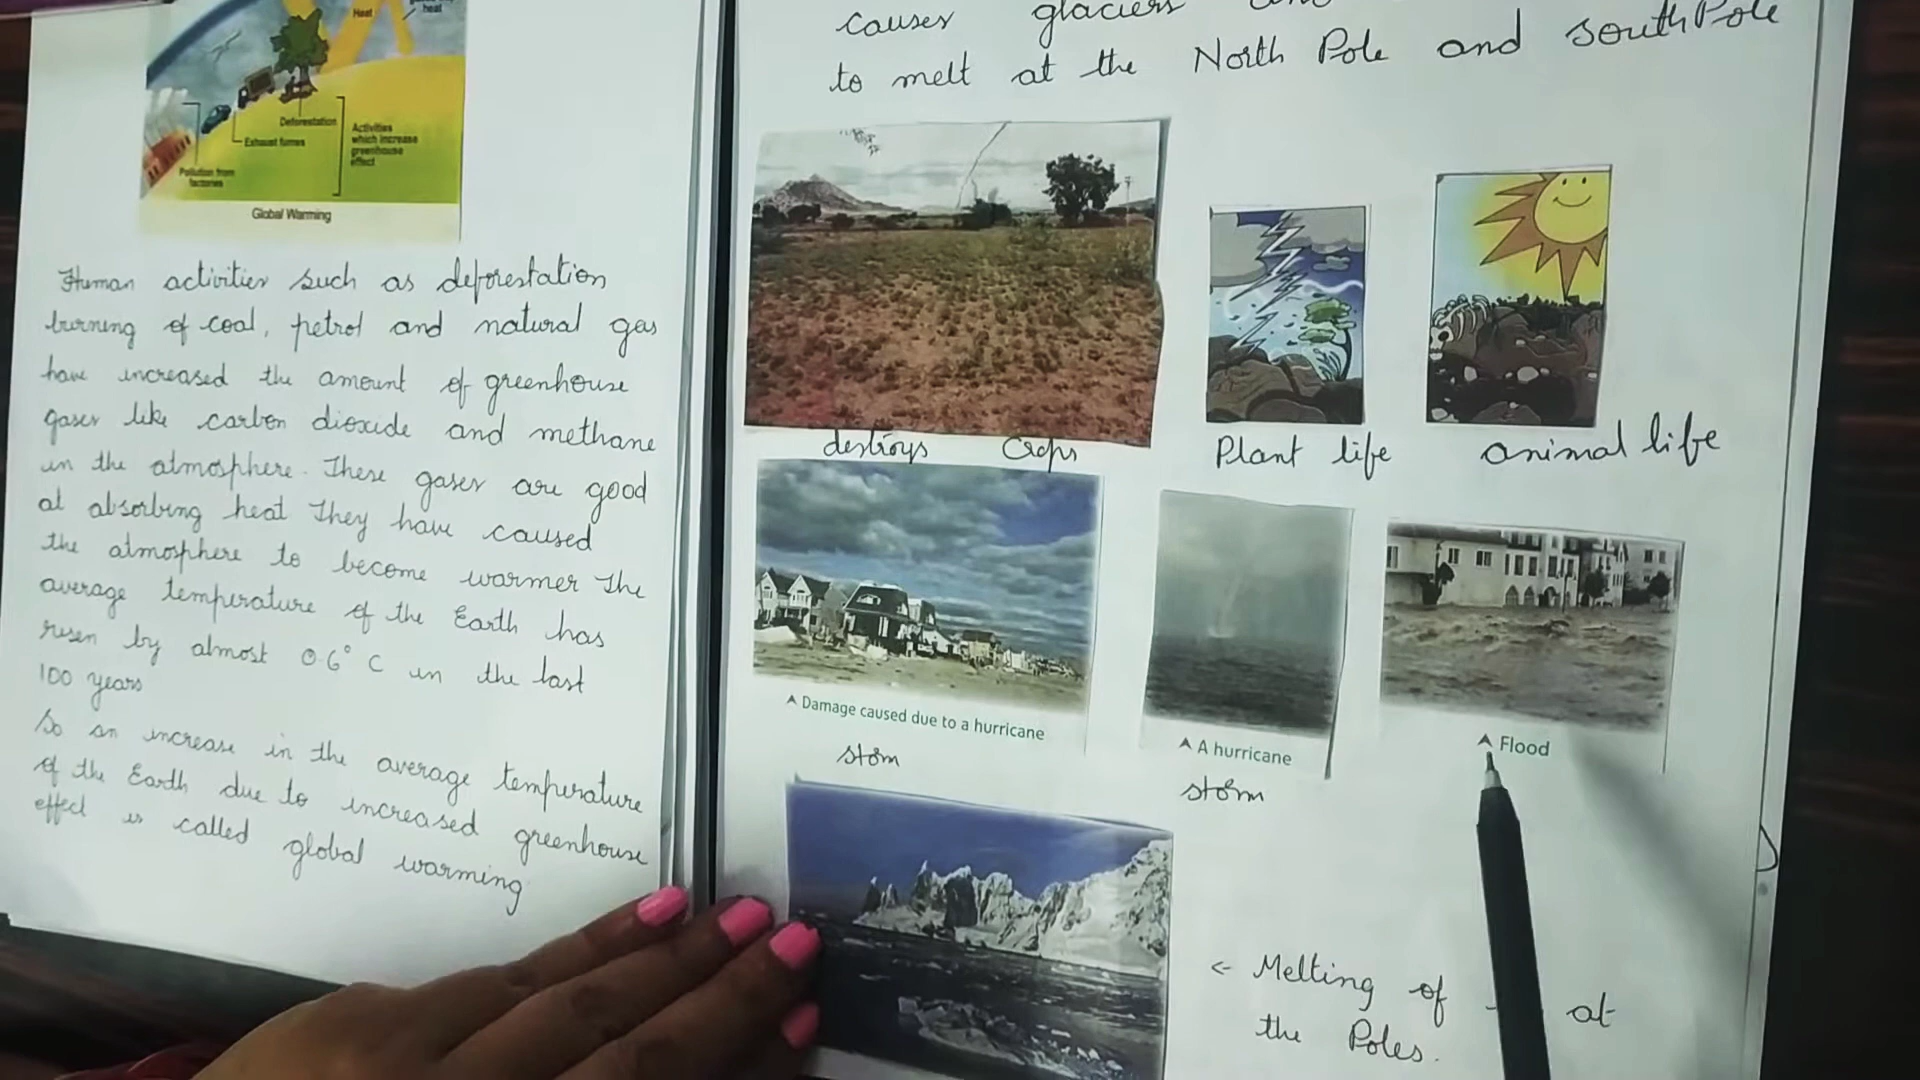 Heat
heat
Deforestation
Exhaust fumes
Pollution from
factories
Activities
which increase
greenhouse
effect
Global Warming
Human activities such as deforestation
burning of coal, petrol and natural gas
have increased the amount of greenhouse
gases like carbon dioxide and methane
in the atmosphere. These gases are good
at absorbing heat They have caused
the atmosphere to become warmer The
average temperature of the Earth has
risen by almost 0.6° C in the last
100 years
So an increase in the average temperature
of the Earth due to increased greenhouse
effect is called global warming
causes glaciers and
to melt at the North Pole and south Pole
destroys Crops
Plant life
animal life
Damage caused due to a hurricane
storm
A hurricane
storm
Flood
← Melting of at
the Poles.